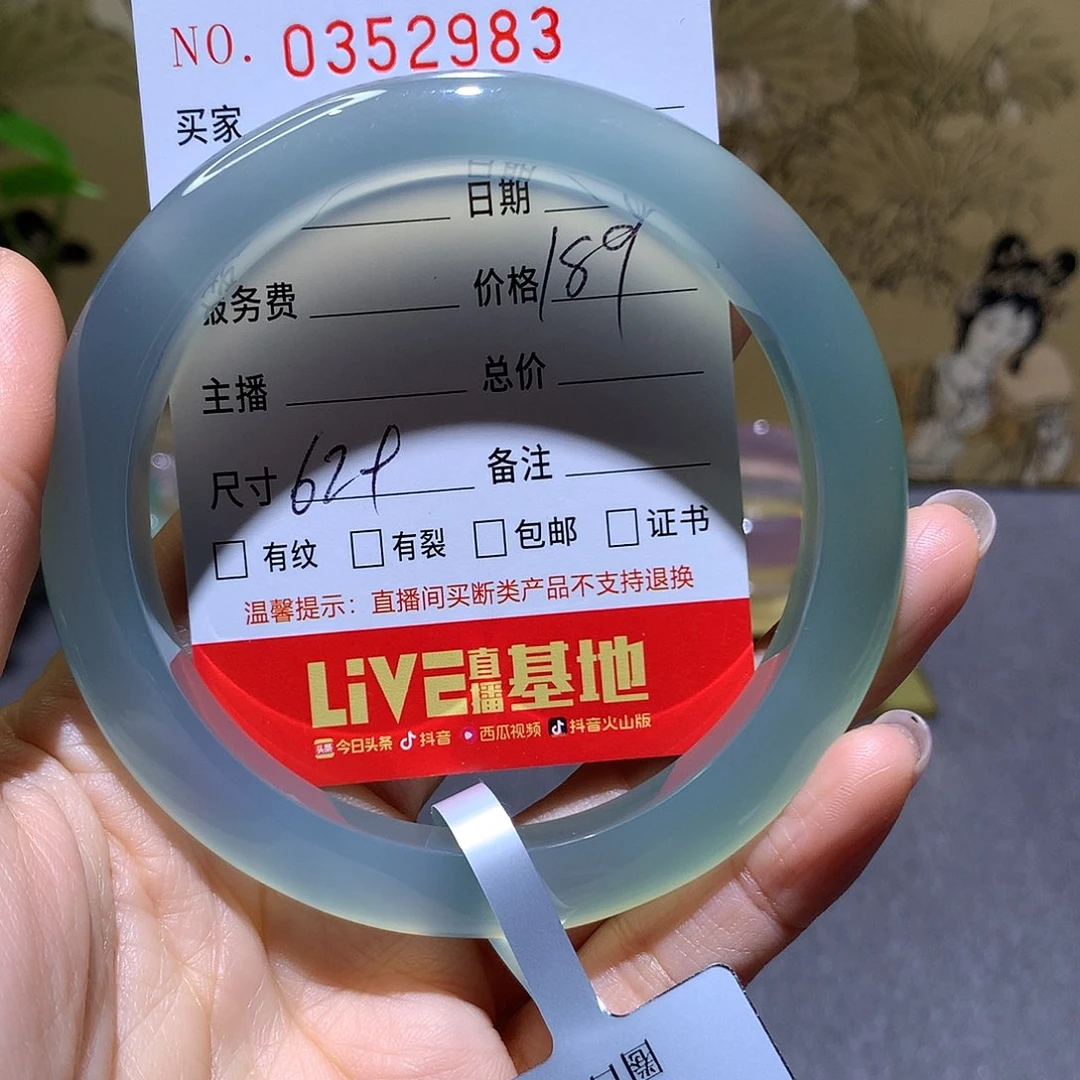 NO. 0352983
买家
日期
服务费 价格 189
主播 总价
尺寸 62+ 备注
□ 有纹 □ 有裂 □ 包邮 □ 证书
温馨提示：直播间买断类产品不支持退换
LiVE直播基地
头条 今日头条 抖音 西瓜视频 抖音火山版